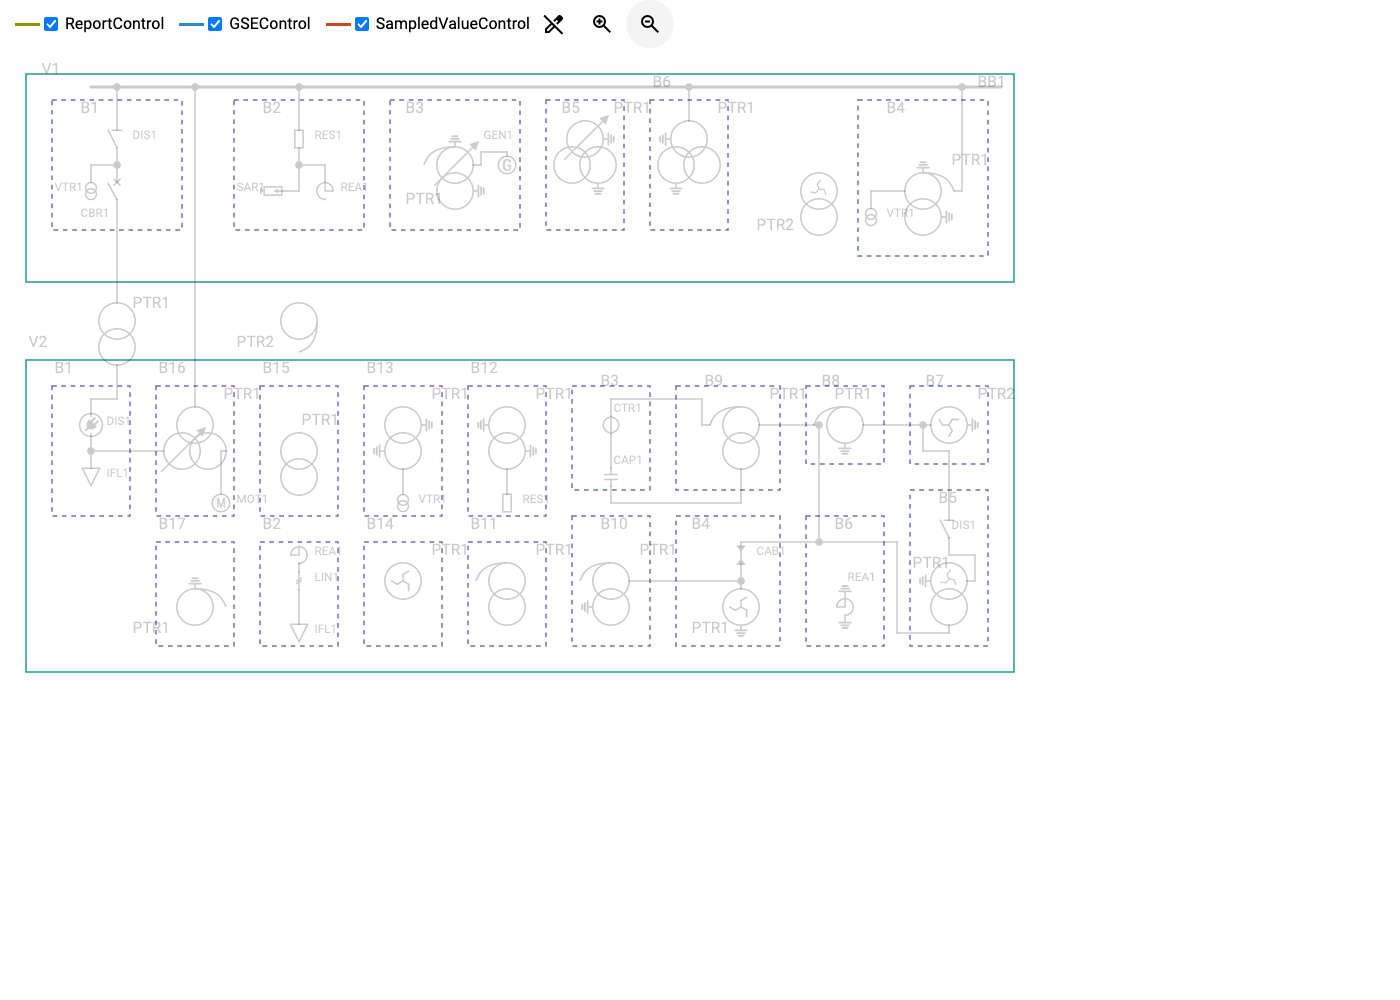 ReportControl GSEControl SampledValueControl
V1
B6 BB1
B1 B2 B3 B5 PTR1 PTR1 B4
DIS1 RES1 GEN1
PTR1
G
VTR1 SAR1 REA1
PTR1
CBR1 VTR1
PTR2
PTR1
V2 PTR2
B1 B16 B15 B13 B12
B3 B9 B8 B7
PTR1 PTR1 PTR1 PTR1 PTR1 PTR2
CTR1
DIS1 PTR1
CAP1
IFL1
MOT1 VTR1 RES1 B5
M
B17 B2 B14 B11 B10 B4 B6 DIS1
REA1 PTR1 PTR1 PTR1 CAB1
PTR1
LIN1 REA1
PTR1 IFL1 PTR1